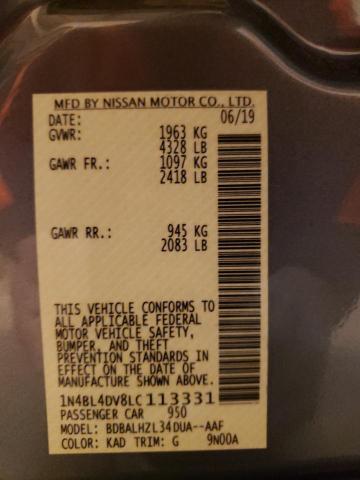 MFD BY NISSAN MOTOR CO., LTD.
DATE: 06/19
GVWR: 1963 KG
4328 LB
GAWR FR.: 1097 KG
2418 LB
GAWR RR.: 945 KG
2083 LB
THIS VEHICLE CONFORMS TO
ALL APPLICABLE FEDERAL
MOTOR VEHICLE SAFETY,
BUMPER, AND THEFT
PREVENTION STANDARDS IN
EFFECT ON THE DATE OF
MANUFACTURE SHOWN ABOVE.
1N4BL4DV8LC113331
PASSENGER CAR 950
MODEL: BDBALHZL34DUA--AAF
COLOR: KAD TRIM: G 9N00A